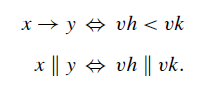 x → y ⇔ vh < vk
x ∥ y ⇔ vh ∥ vk.